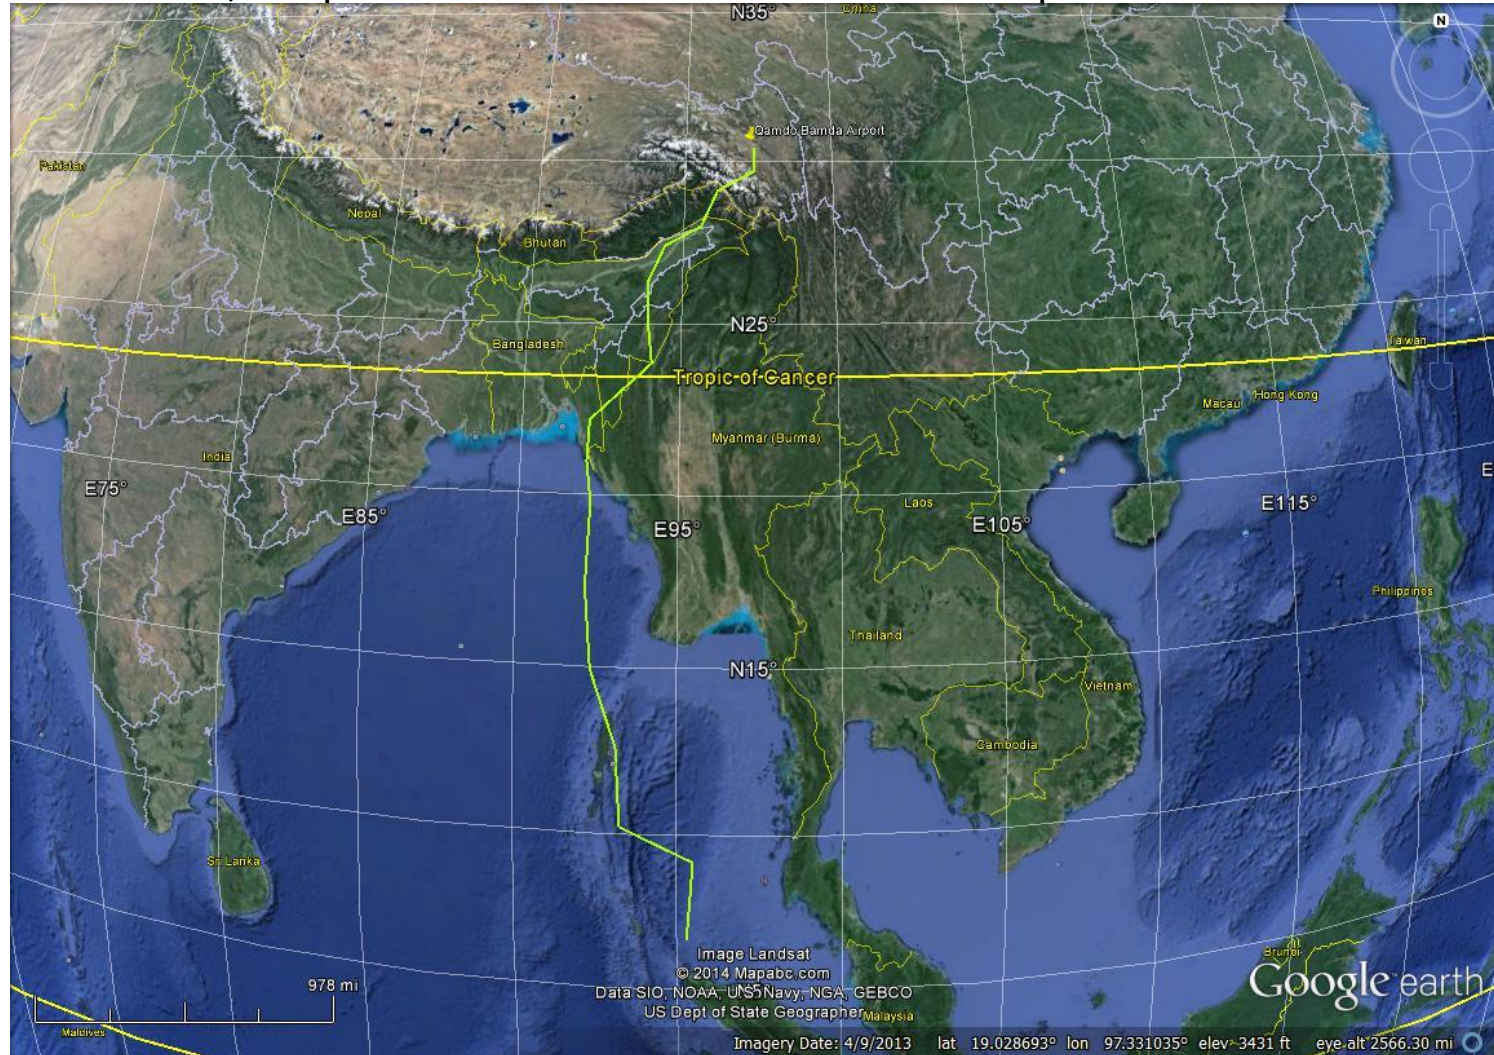 N35°
China
N
Qamdo Bamda Airport
Pakistan
Nepal
Bhutan
N25°
Bangladesh
Taiwan
Tropic of Cancer
Macau
Hong Kong
Myanmar (Burma)
India
E75°
E85°
E95°
Laos
E105°
E115°
E
Philippines
Thailand
N15°
Vietnam
Cambodia
Sri Lanka
Image Landsat
© 2014 Mapabc.com
Data SIO, NOAA, U.S. Navy, NGA, GEBCO
N5°
US Dept of State Geographer
Malaysia
Brunei
Google earth
978 mi
Maldives
Imagery Date: 4/9/2013 lat 19.028693° lon 97.331035° elev 3431 ft eye alt 2566.30 mi